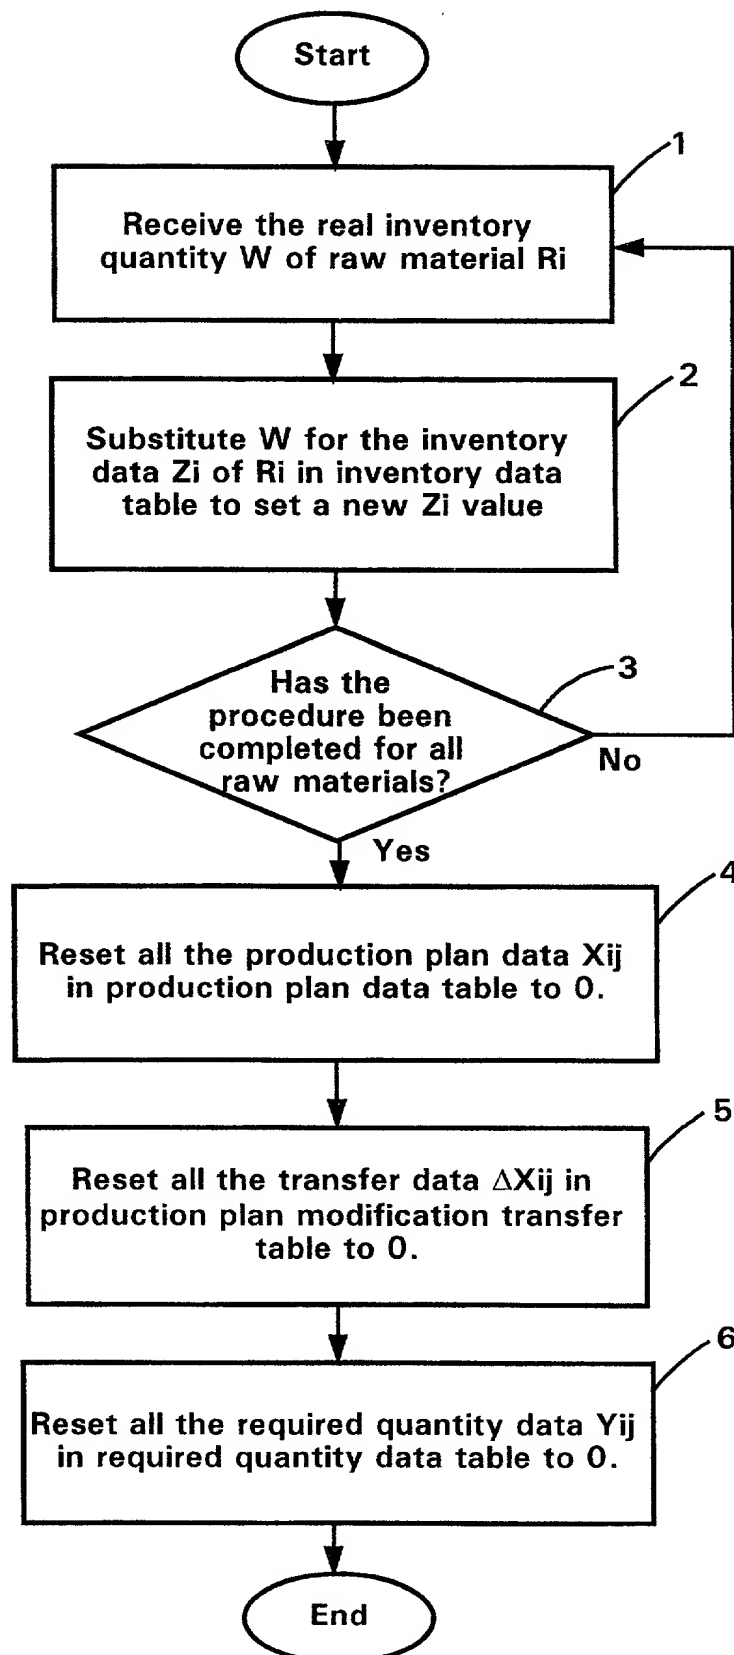 Start
1
Receive the real inventory
quantity W of raw material Ri
2
Substitute W for the inventory
data Zi of Ri in inventory data
table to set a new Zi value
3
Has the
procedure been
completed for all
raw materials?
No
Yes
4
Reset all the production plan data Xij
in production plan data table to 0.
5
Reset all the transfer data ΔXij in
production plan modification transfer
table to 0.
6
Reset all the required quantity data Yij
in required quantity data table to 0.
End